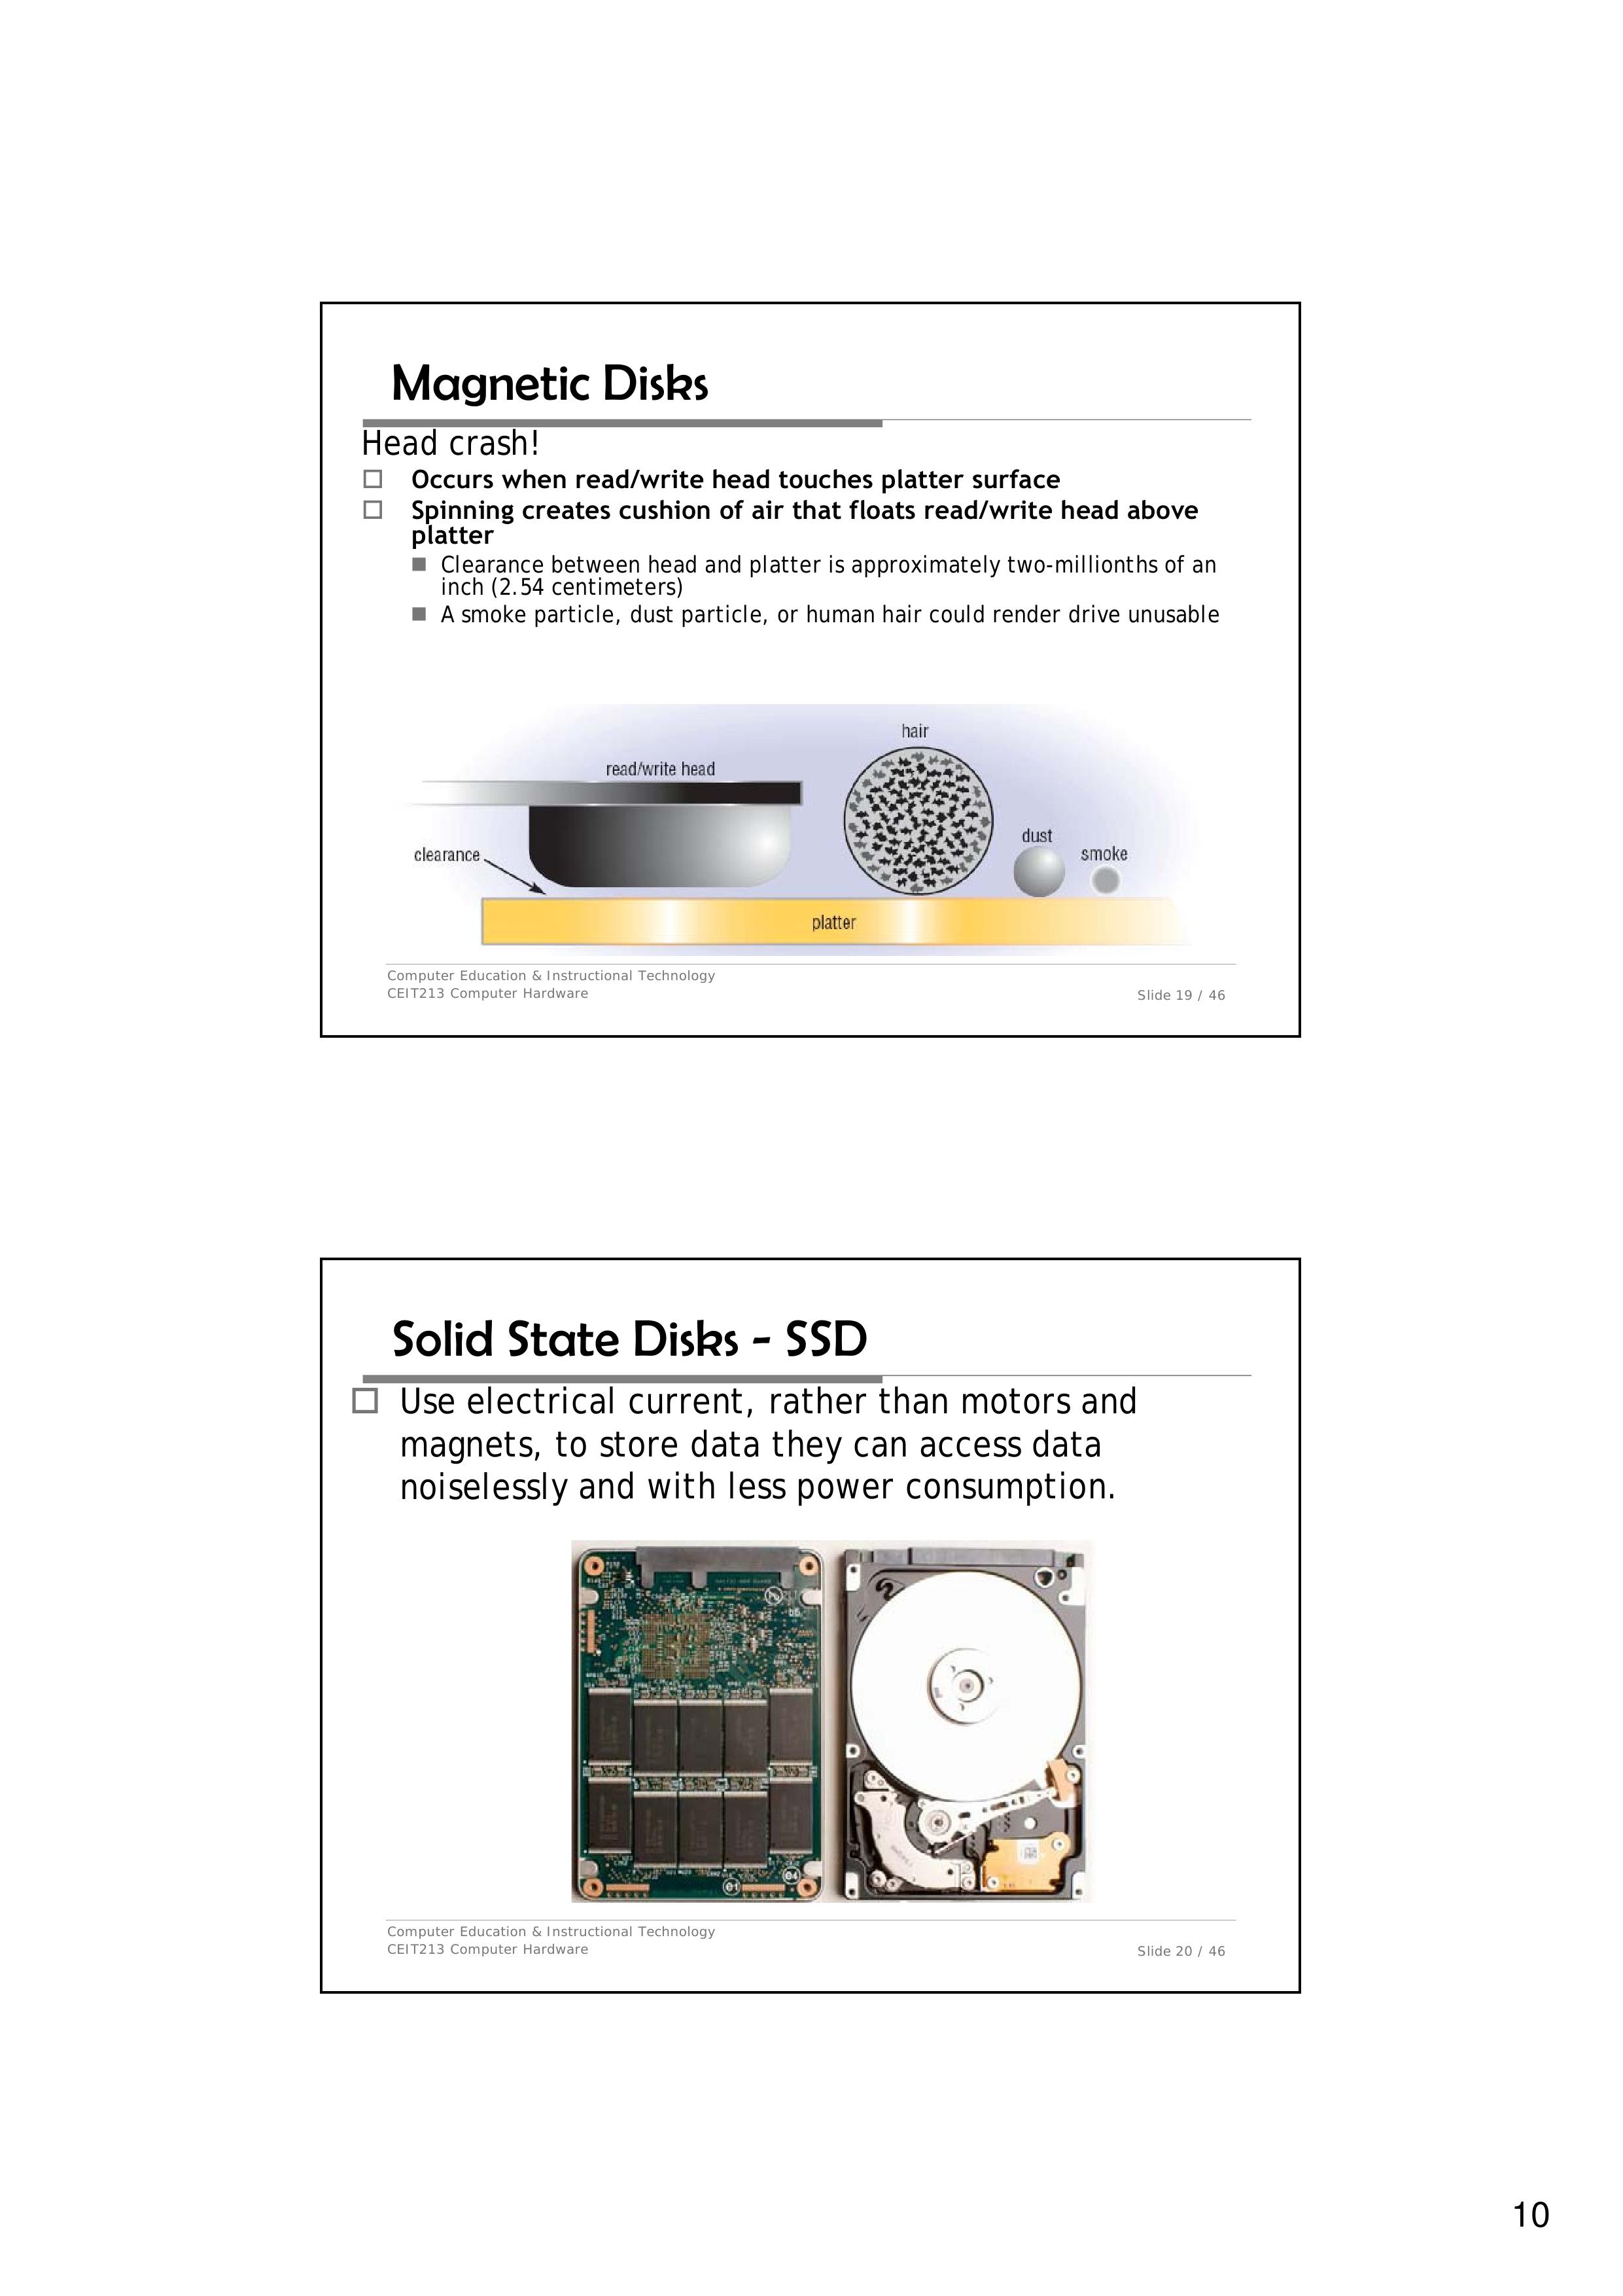 Magnetic Disks
Head crash!
Occurs when read/write head touches platter surface
Spinning creates cushion of air that floats read/write head above
platter
Clearance between head and platter is approximately two-millionths of an
inch (2.54 centimeters)
A smoke particle, dust particle, or human hair could render drive unusable
hair
read/write head
dust
clearance
smoke
platter
Computer Education & Instructional Technology
CEIT213 Computer Hardware
Slide 19 / 46
Solid State Disks - SSD
Use electrical current, rather than motors and
magnets, to store data they can access data
noiselessly and with less power consumption.
Computer Education & Instructional Technology
CEIT213 Computer Hardware
Slide 20 / 46
10